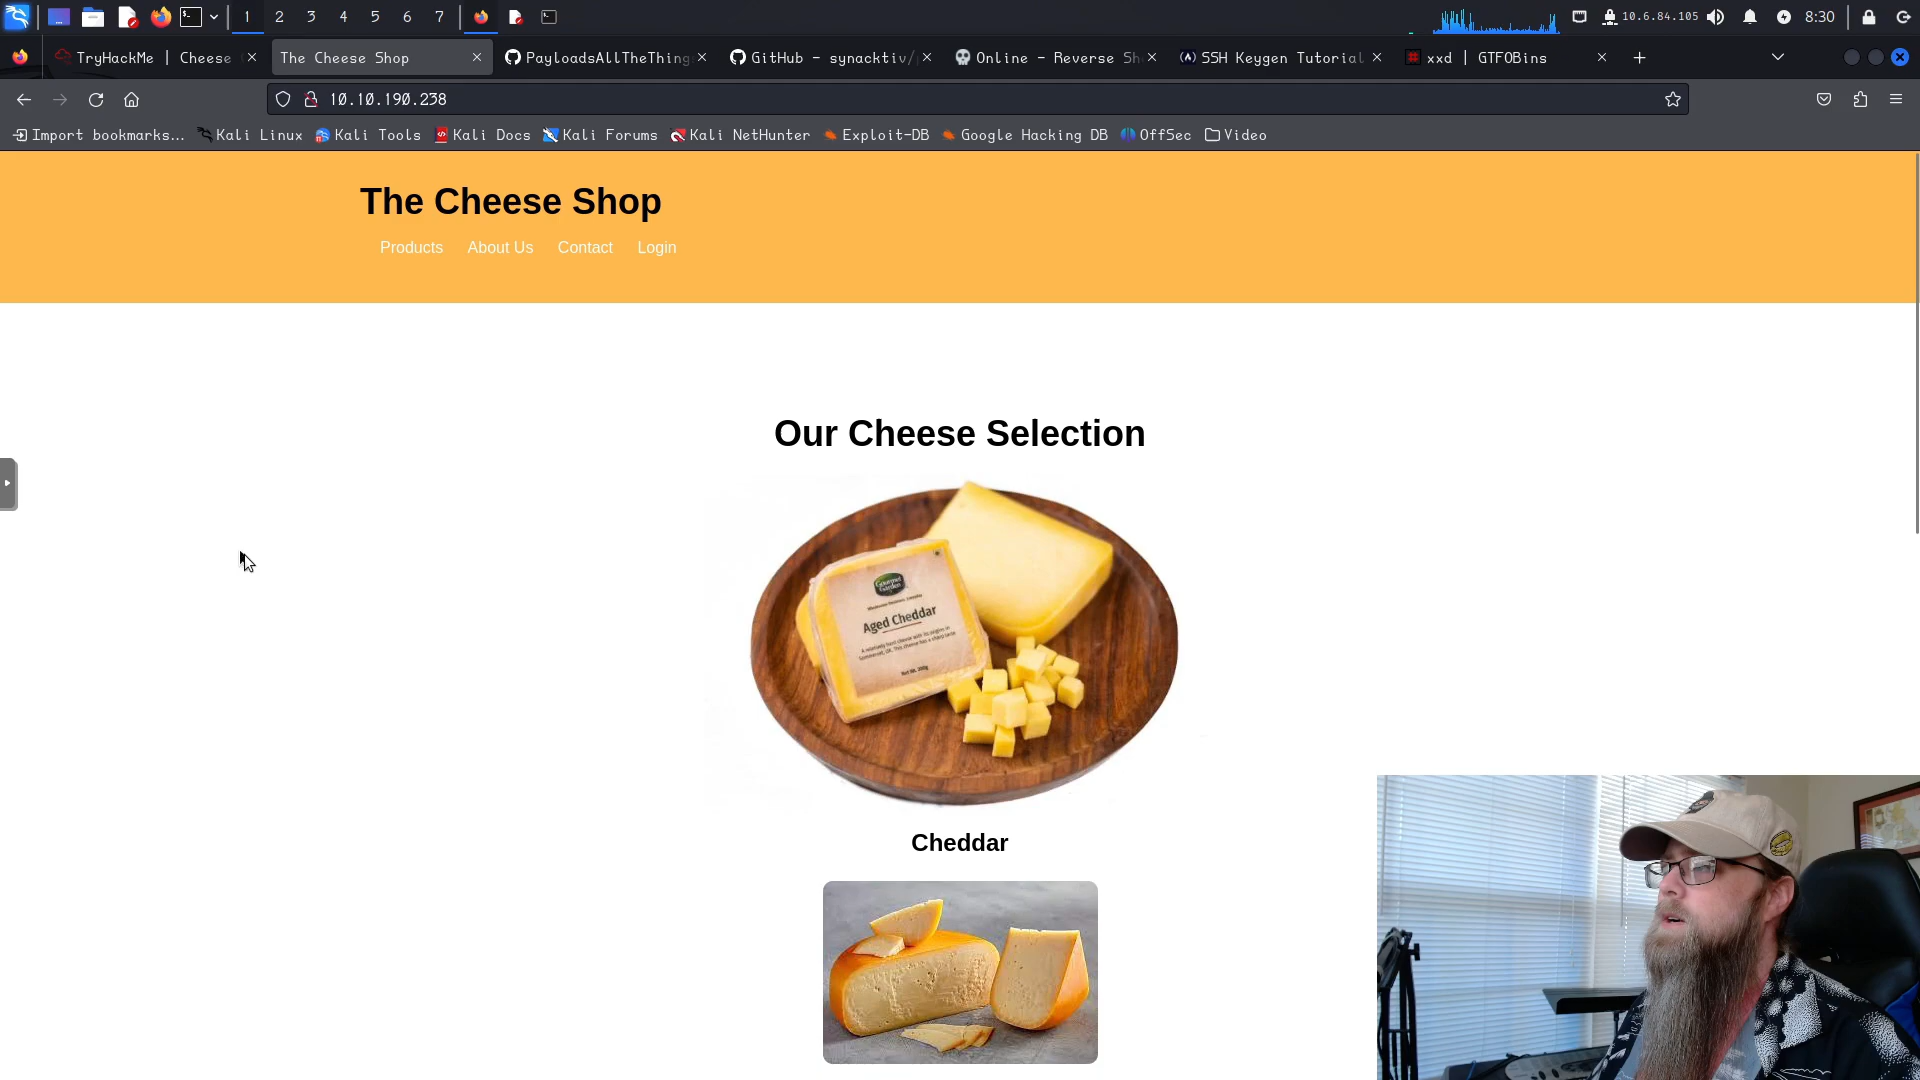 1 2 3 4 5 6 7 10.6.84.105 8:30
TryHackMe | Cheese
The Cheese Shop
PayloadsAllTheThing
GitHub - synacktiv/
Online - Reverse Sh
SSH Keygen Tutorial
xxd | GTFOBins
10.10.190.238
Import bookmarks... Kali Linux Kali Tools Kali Docs Kali Forums Kali NetHunter Exploit-DB Google Hacking DB OffSec Video
The Cheese Shop
Products About Us Contact Login
Our Cheese Selection
Gourmet
Garden
Aged Cheddar
Cheddar